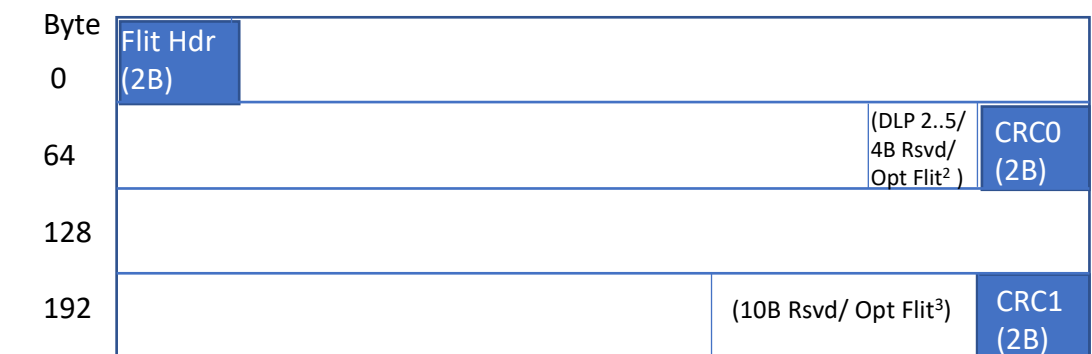 Byte
Flit Hdr
(2B)
0
64
(DLP 2..5/
4B Rsvd/
Opt Flit² )
CRC0
(2B)
128
192
(10B Rsvd/ Opt Flit³)
CRC1
(2B)